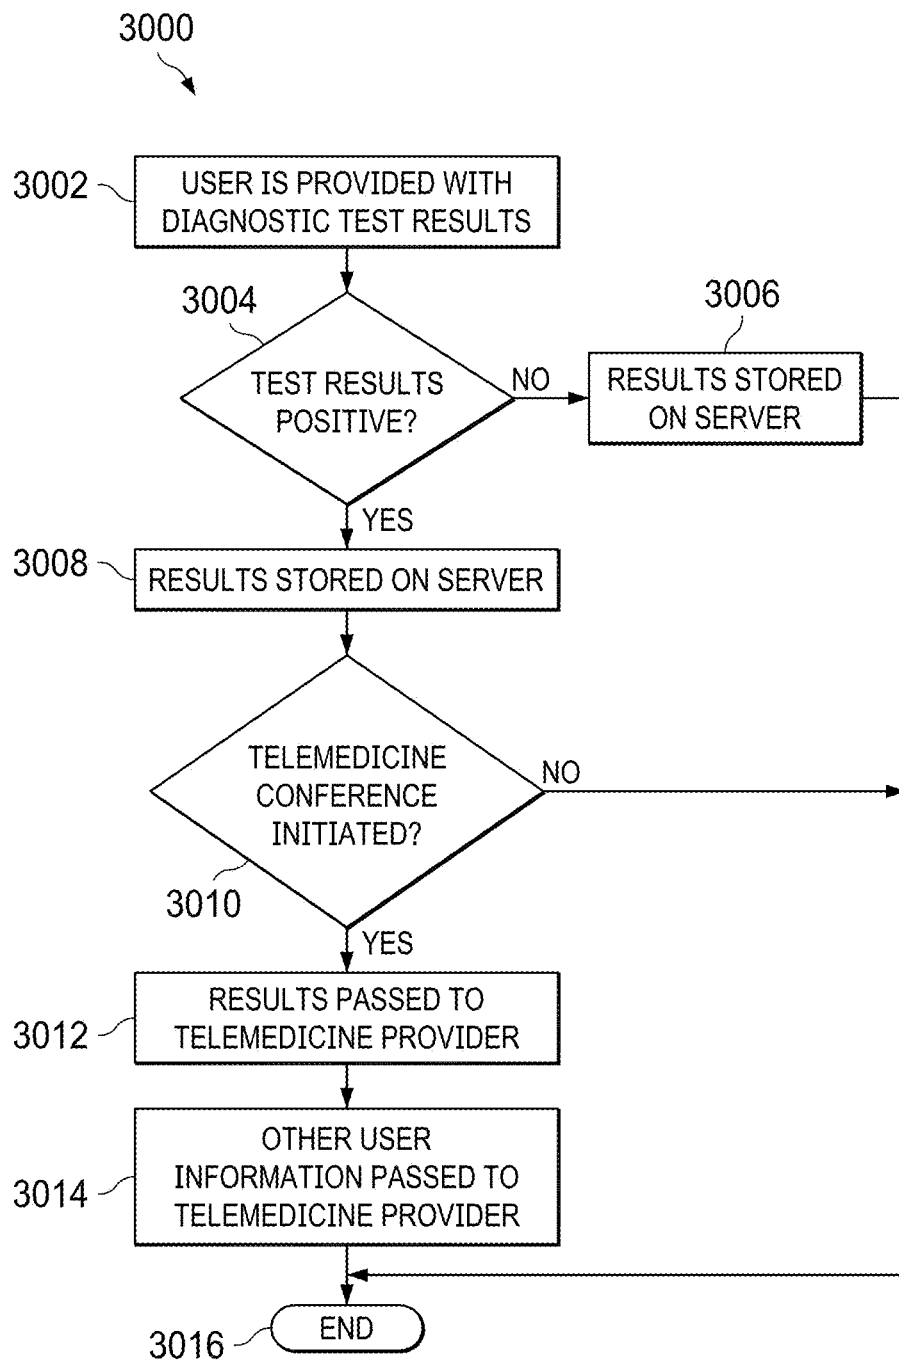 3000
3002
USER IS PROVIDED WITH
DIAGNOSTIC TEST RESULTS
3004
TEST RESULTS
POSITIVE?
NO
3006
RESULTS STORED
ON SERVER
YES
3008
RESULTS STORED ON SERVER
TELEMEDICINE
CONFERENCE
INITIATED?
NO
3010
YES
3012
RESULTS PASSED TO
TELEMEDICINE PROVIDER
3014
OTHER USER
INFORMATION PASSED TO
TELEMEDICINE PROVIDER
3016
END